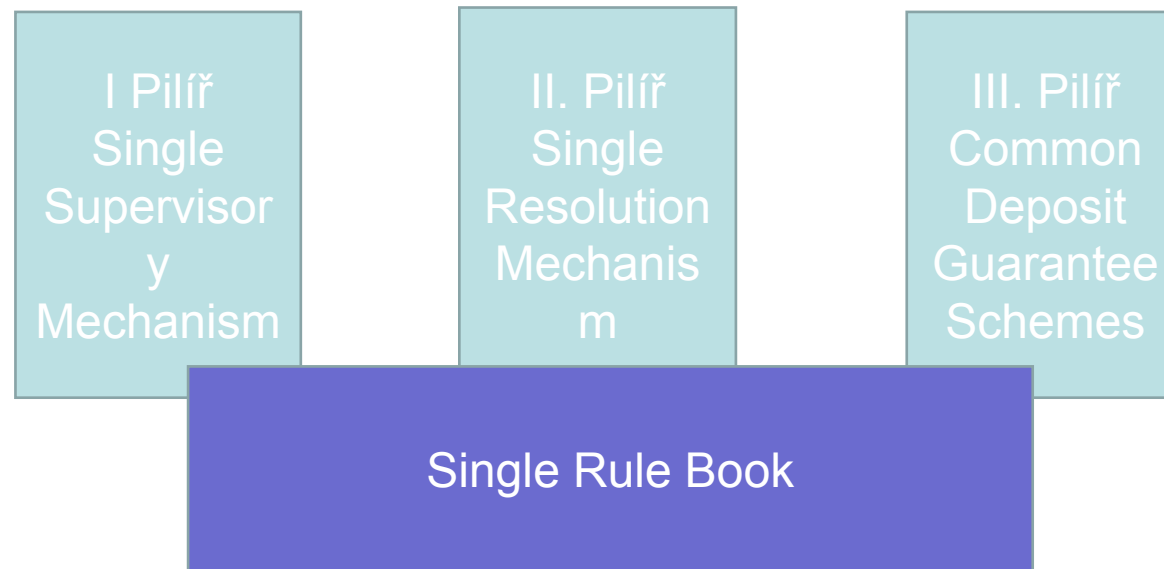 I Pilíř
Single
Supervisor
y
Mechanism
II. Pilíř
Single
Resolution
Mechanis
m
III. Pilíř
Common
Deposit
Guarantee
Schemes
Single Rule Book